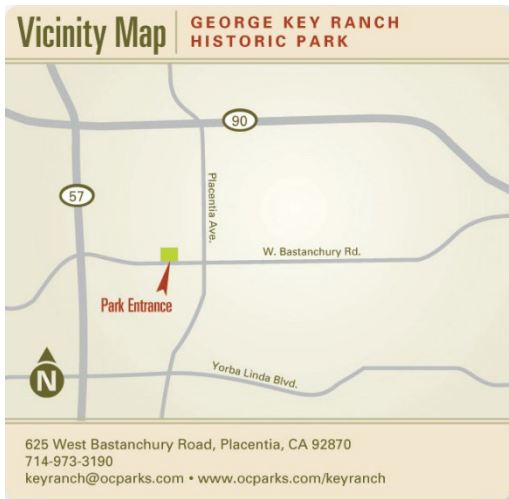 Vicinity Map
GEORGE KEY RANCH
HISTORIC PARK
90
57
Placentia Ave.
W. Bastanchury Rd.
Park Entrance
Yorba Linda Blvd.
N
625 West Bastanchury Road, Placentia, CA 92870
714-973-3190
keyranch@ocparks.com • www.ocparks.com/keyranch